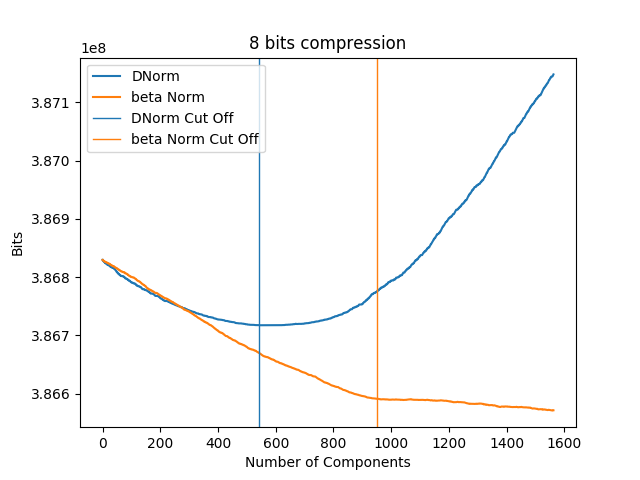 8 bits compression
1e8
DNorm
beta Norm
DNorm Cut Off
beta Norm Cut Off
3.871
3.870
3.869
3.868
3.867
3.866
Bits
0 200 400 600 800 1000 1200 1400 1600
Number of Components